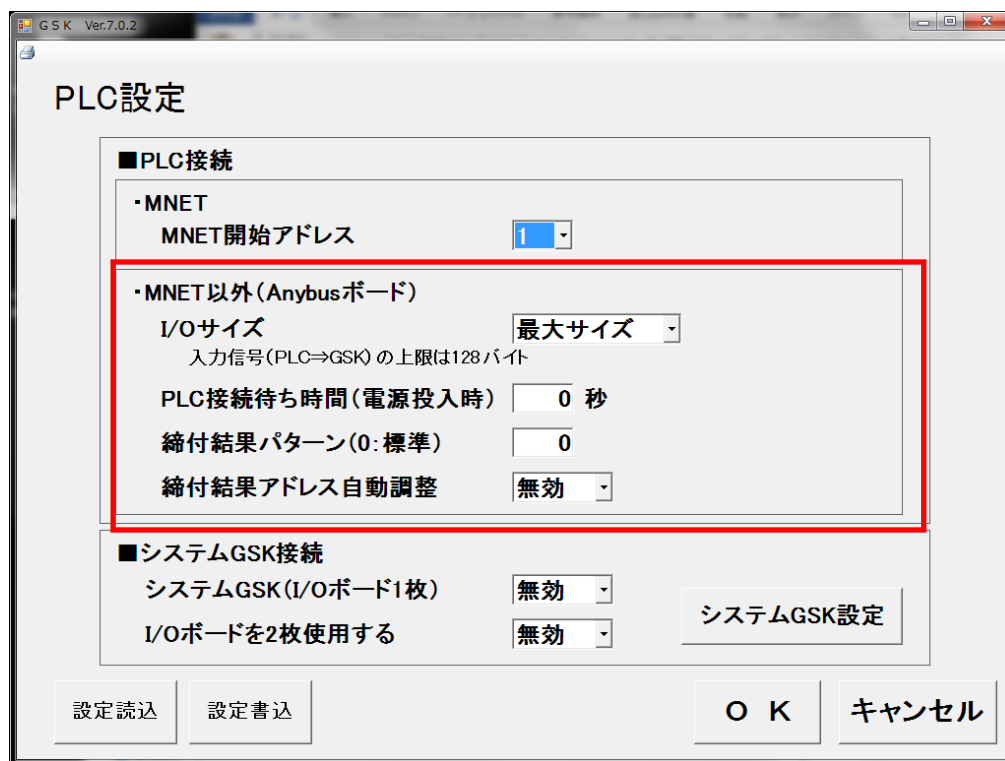 GSK Ver.7.0.2
PLC設定
■PLC接続
・MNET
MNET開始アドレス 1
・MNET以外(Anybusボード)
I/Oサイズ 最大サイズ
入力信号(PLC⇒GSK)の上限は128バイト
PLC接続待ち時間(電源投入時) 0 秒
締付結果パターン(0:標準) 0
締付結果アドレス自動調整 無効
■システムGSK接続
システムGSK(I/Oボード1枚) 無効
I/Oボードを2枚使用する 無効
システムGSK設定
設定読込 設定書込 OK キャンセル